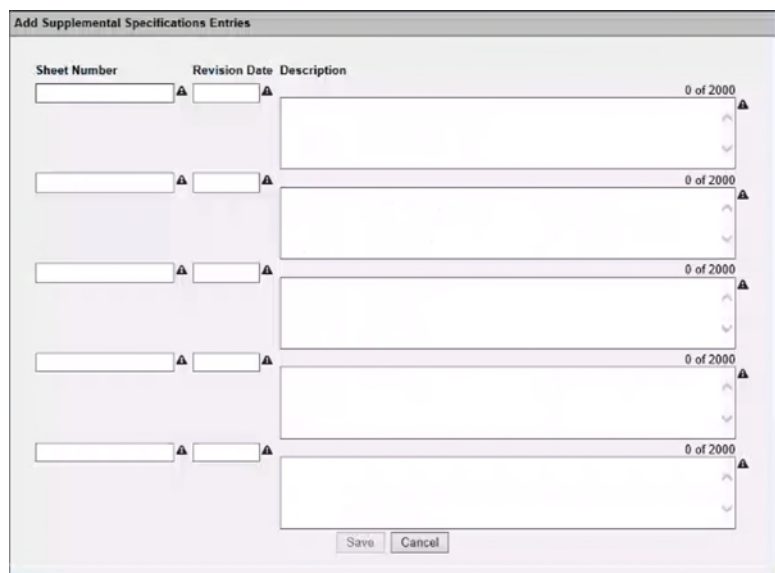 Add Supplemental Specifications Entries
Sheet Number Revision Date Description
0 of 2000
0 of 2000
0 of 2000
0 of 2000
0 of 2000
Save Cancel